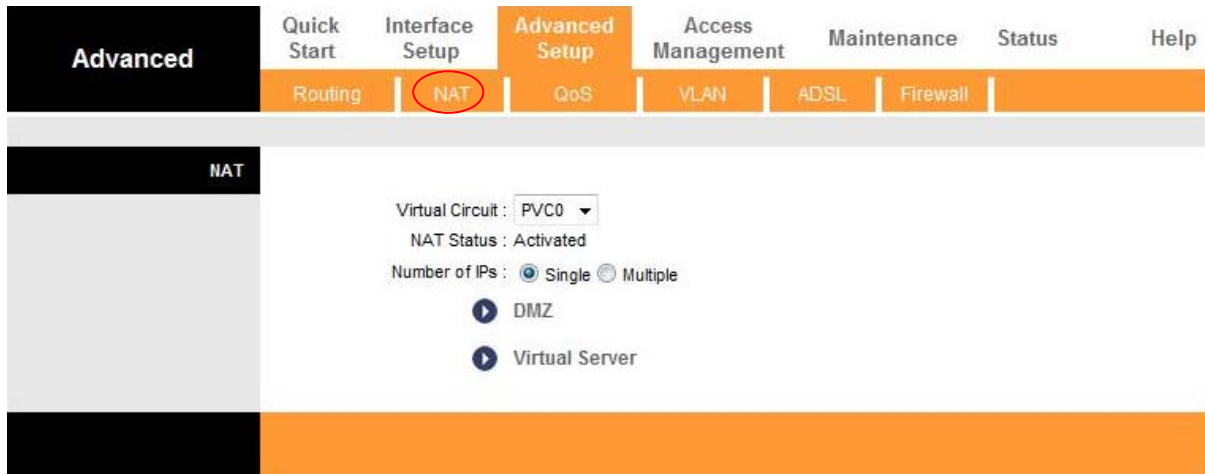 Advanced
Quick Start
Interface Setup
Advanced Setup
Access Management
Maintenance
Status
Help
Routing
NAT
QoS
VLAN
ADSL
Firewall
NAT
Virtual Circuit : PVC0
NAT Status : Activated
Number of IPs : Single Multiple
DMZ
Virtual Server